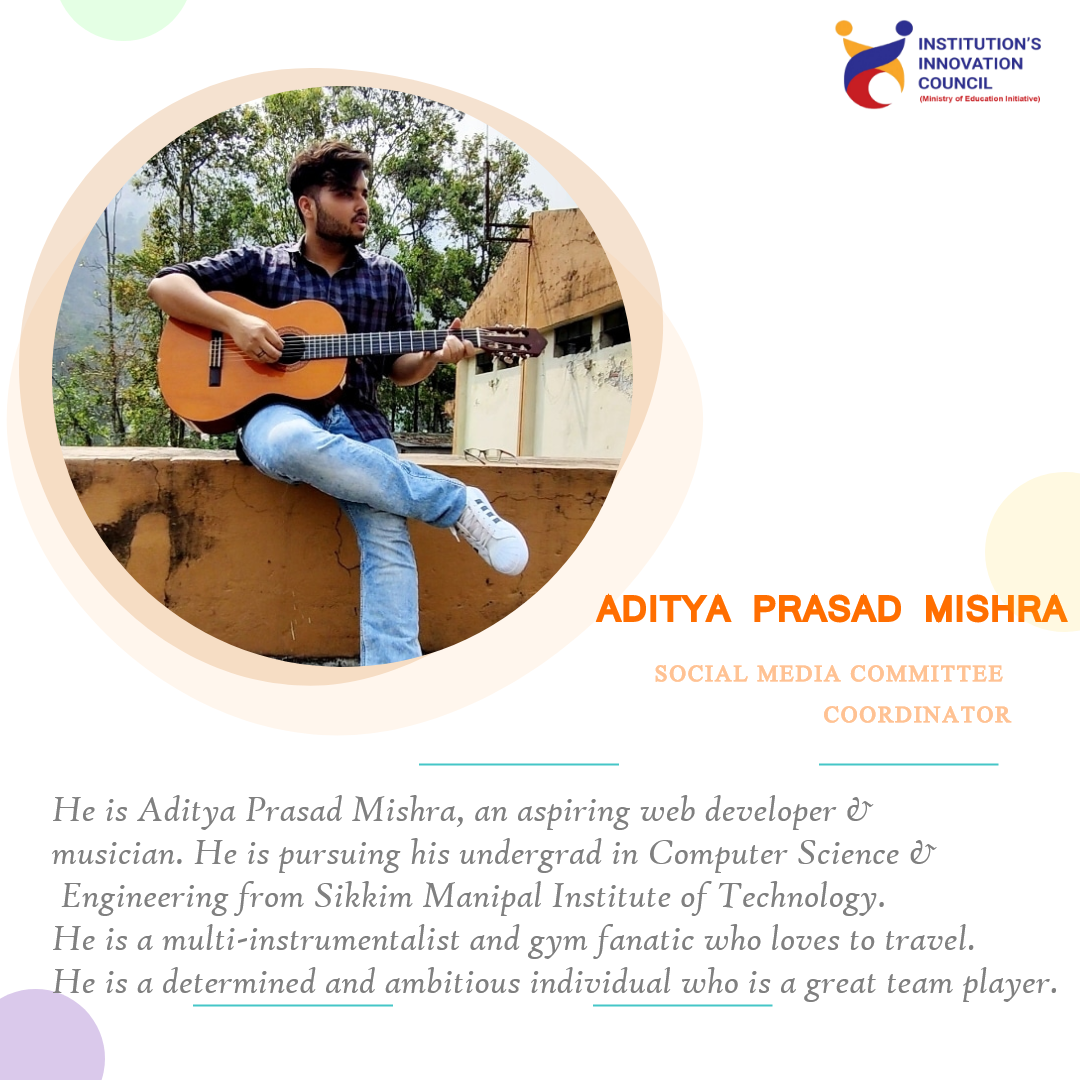 INSTITUTION'S
INNOVATION
COUNCIL
(Ministry of Education Initiative)
ADITYA PRASAD MISHRA
SOCIAL MEDIA COMMITTEE
COORDINATOR
He is Aditya Prasad Mishra, an aspiring web developer &
musician. He is pursuing his undergrad in Computer Science &
Engineering from Sikkim Manipal Institute of Technology.
He is a multi-instrumentalist and gym fanatic who loves to travel.
He is a determined and ambitious individual who is a great team player.